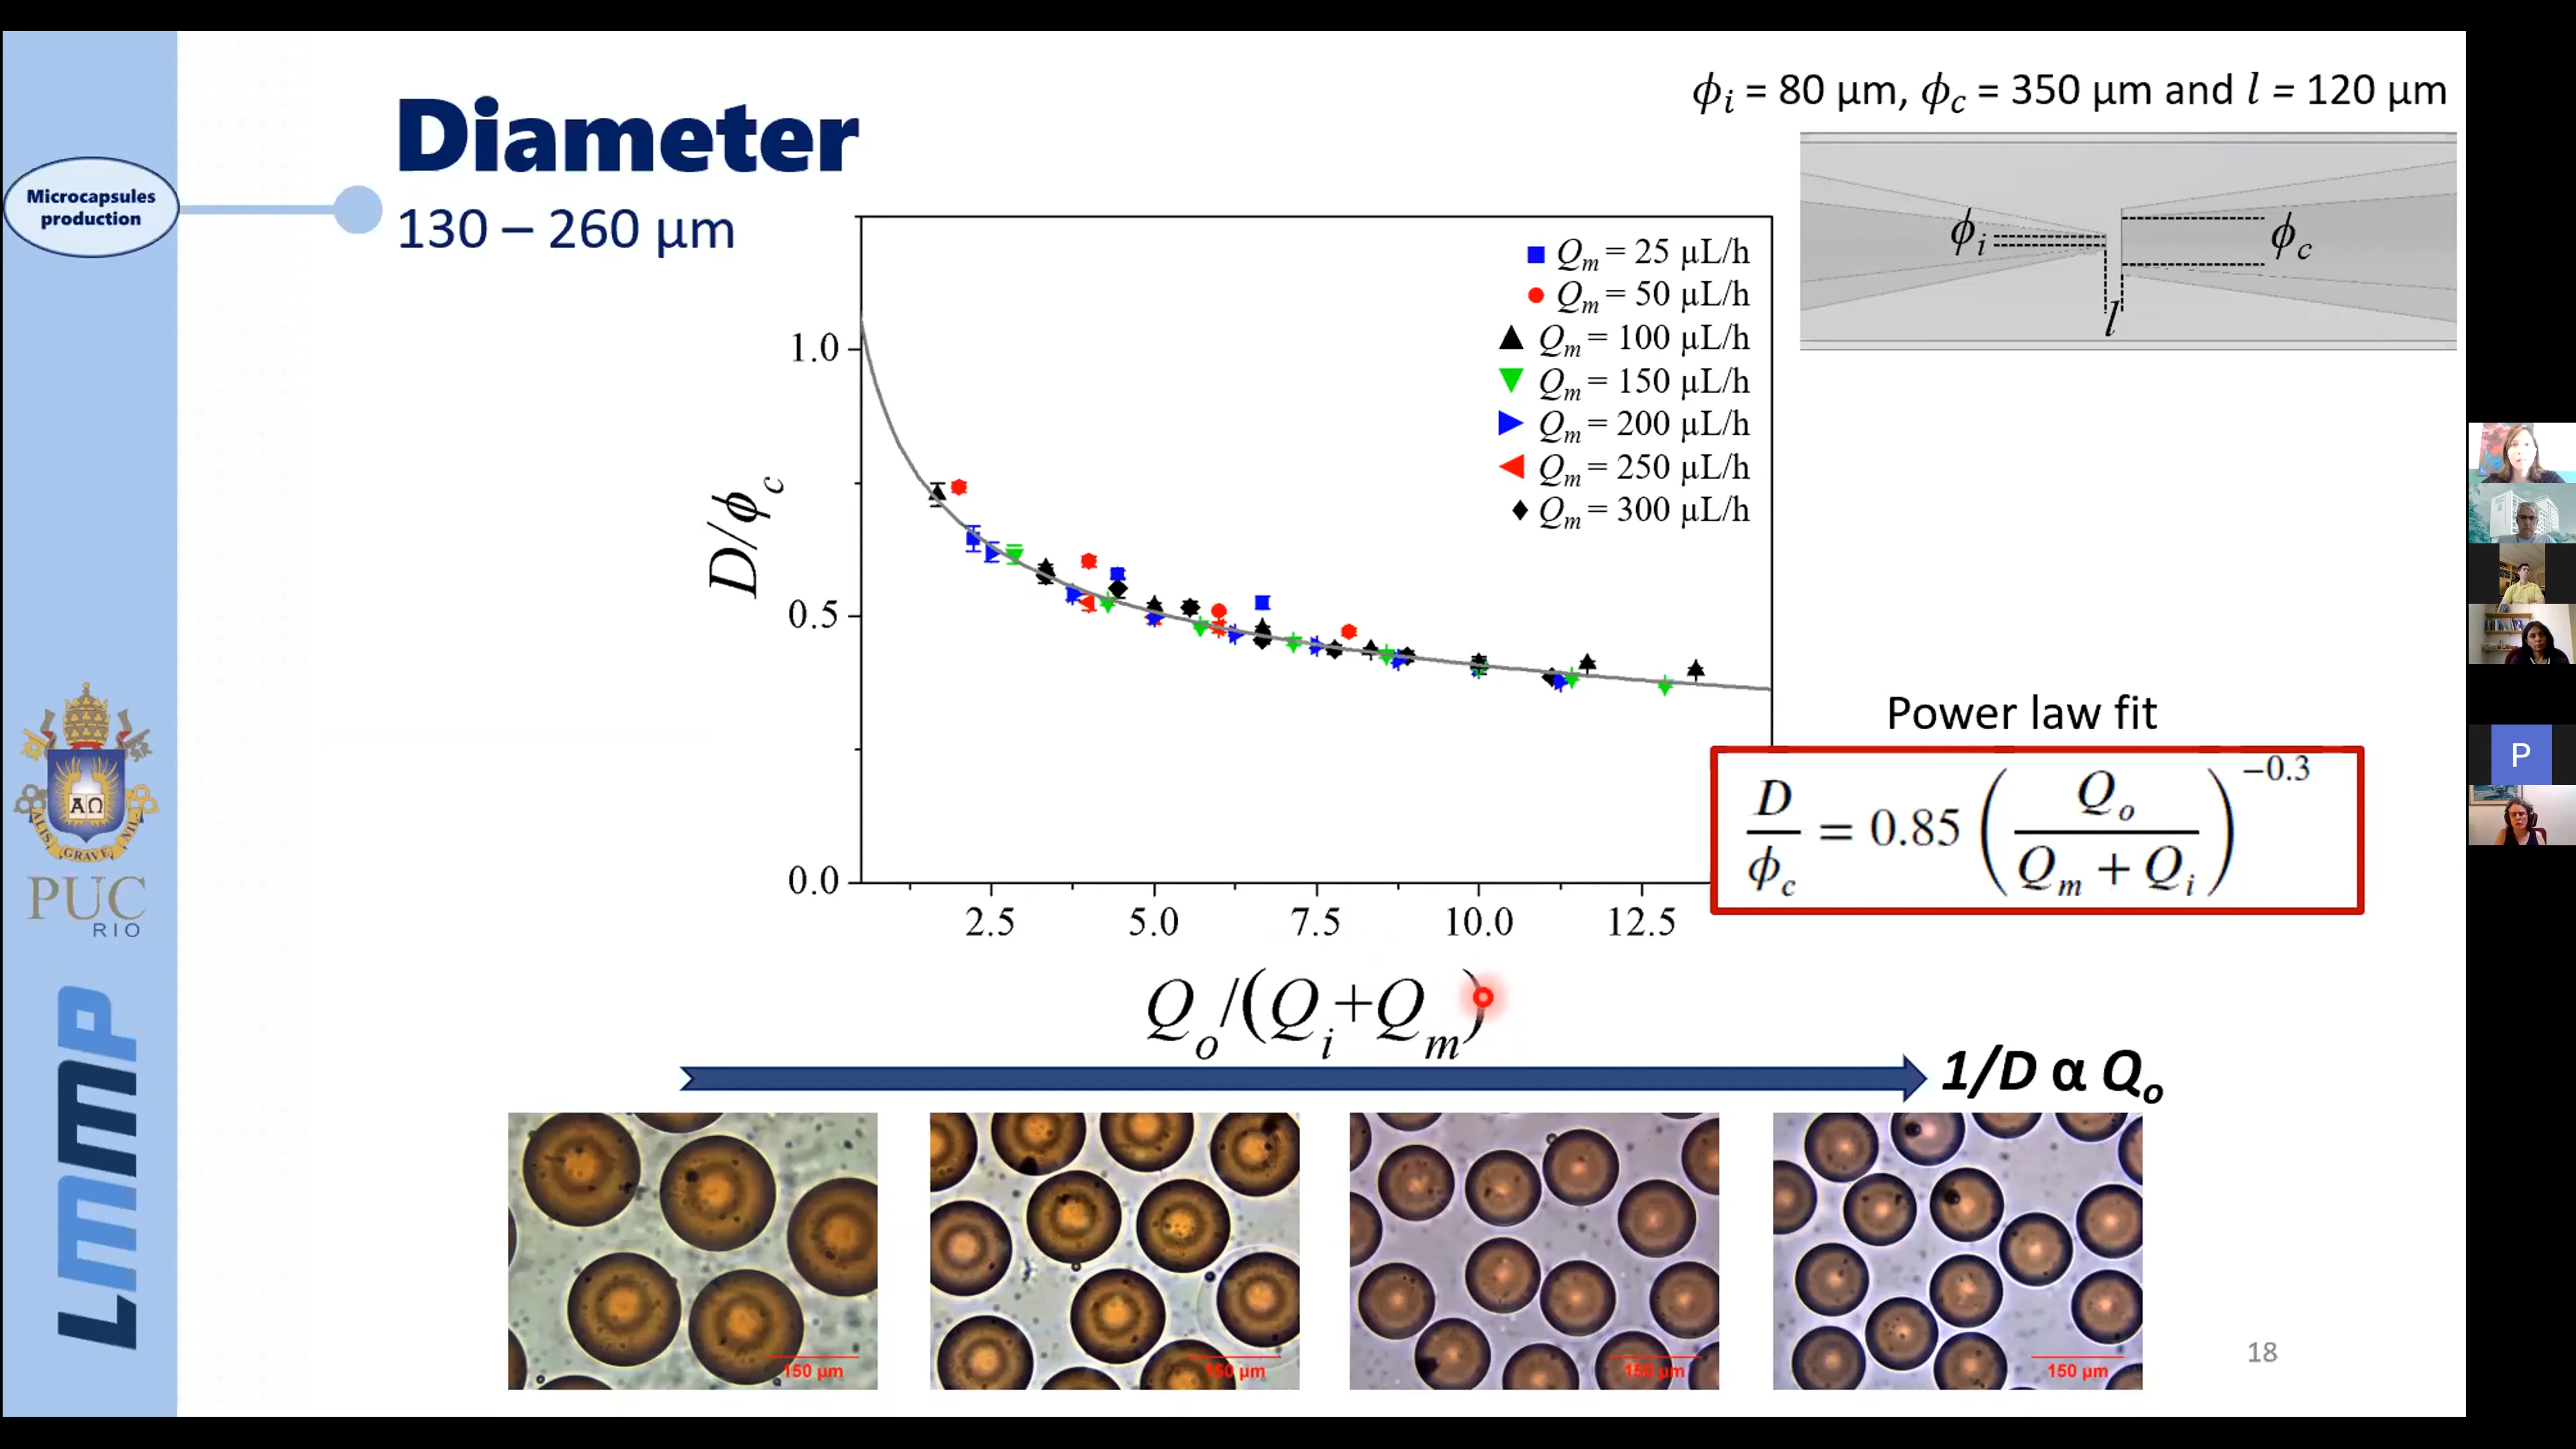 ϕi = 80 µm, ϕc = 350 µm and l = 120 µm
Diameter
130 – 260 µm
Microcapsules
production
ϕi
ϕc
l
Qm = 25 µL/h
Qm = 50 µL/h
Qm = 100 µL/h
Qm = 150 µL/h
Qm = 200 µL/h
Qm = 250 µL/h
Qm = 300 µL/h
1.0
0.5
0.0
D/ϕc
2.5 5.0 7.5 10.0 12.5
Qo/(Qi+Qm)
Power law fit
D/ϕc = 0.85 (Qo/(Qm + Qi))^−0.3
1/D α Qo
150 µm
150 µm
150 µm
150 µm
18
ΑΩ
ALIS GRAVE NIL
PUC
RIO
LMMP
P